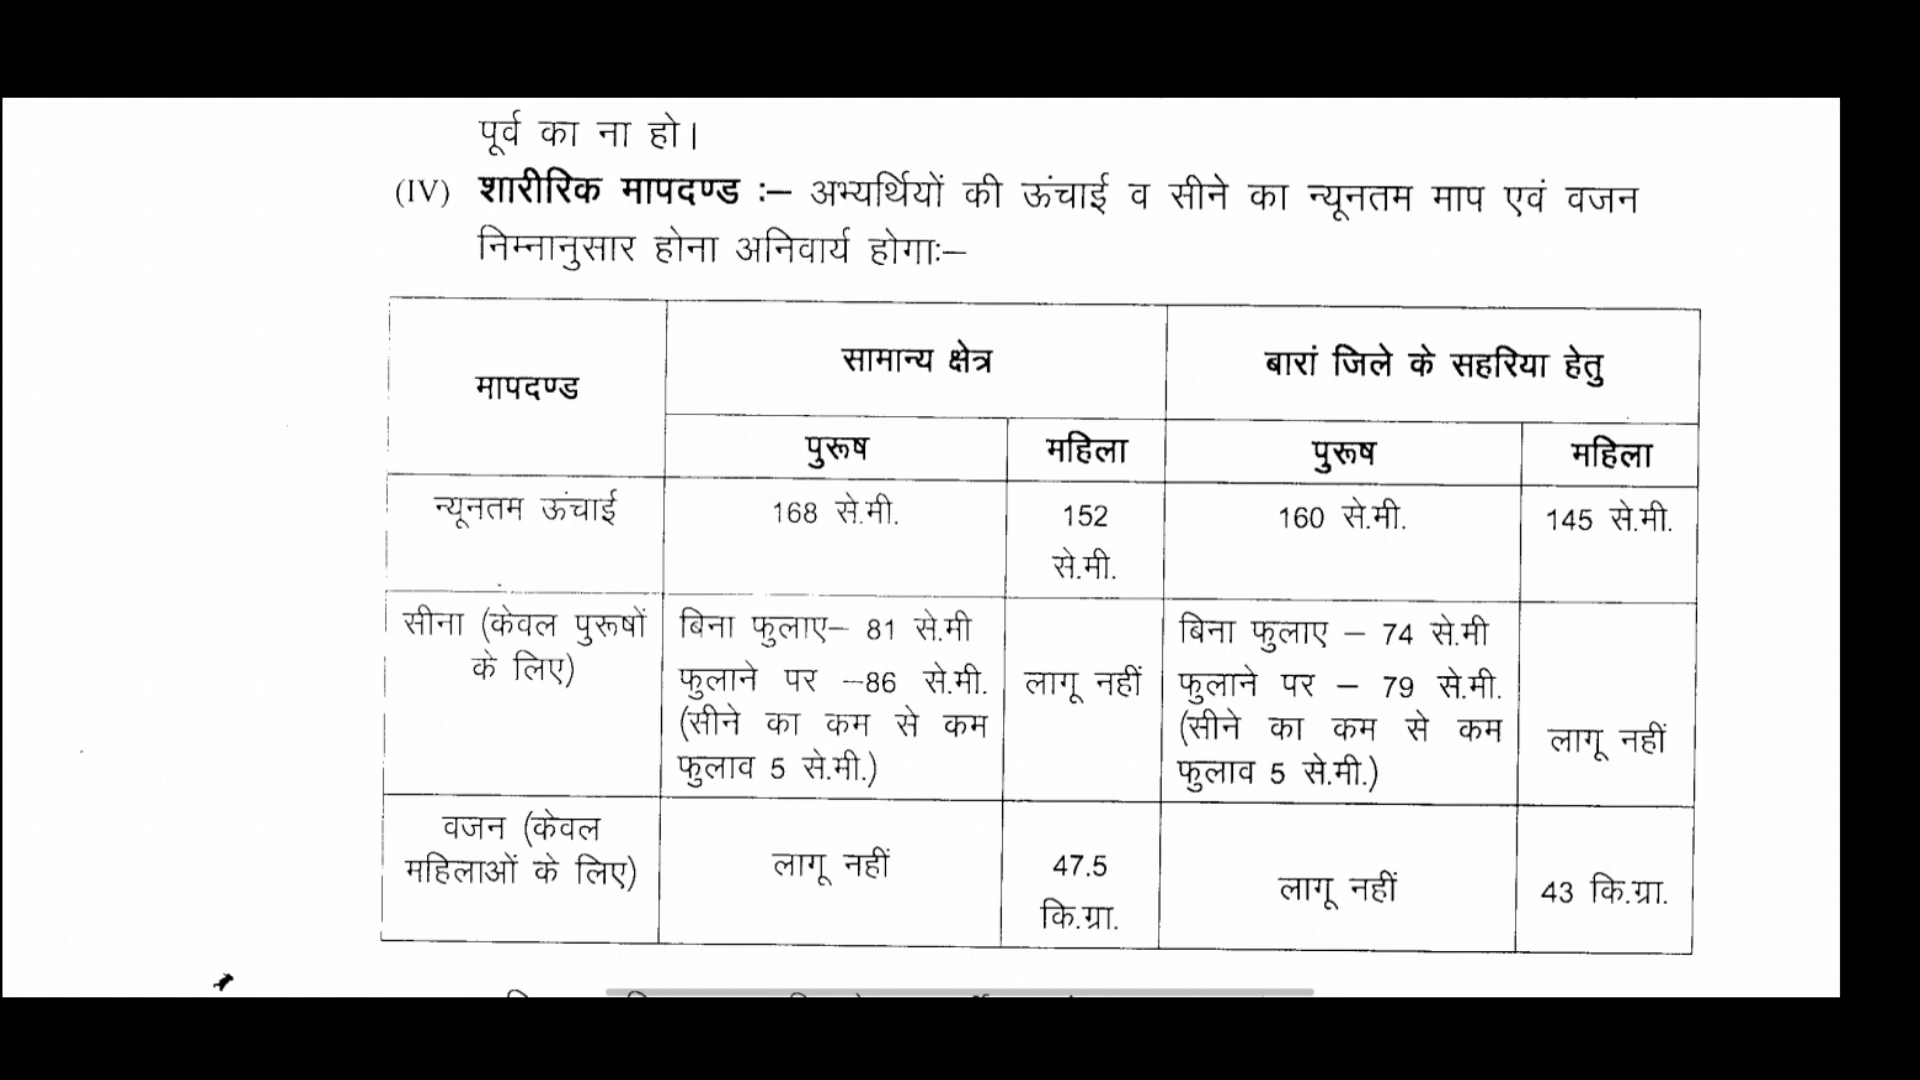 पूर्व का ना हो।
(IV) शारीरिक मापदण्ड :– अभ्यर्थियों की ऊंचाई व सीने का न्यूनतम माप एवं वजन
निम्नानुसार होना अनिवार्य होगाः–
मापदण्ड
सामान्य क्षेत्र
बारां जिले के सहरिया हेतु
पुरूष
महिला
पुरूष
महिला
न्यूनतम ऊंचाई
168 से.मी.
152
से.मी.
160 से.मी.
145 से.मी.
सीना (केवल पुरूषों
के लिए)
बिना फुलाए– 81 से.मी
फुलाने पर –86 से.मी.
(सीने का कम से कम
फुलाव 5 से.मी.)
लागू नहीं
बिना फुलाए – 74 से.मी
फुलाने पर – 79 से.मी.
(सीने का कम से कम
फुलाव 5 से.मी.)
लागू नहीं
वजन (केवल
महिलाओं के लिए)
लागू नहीं
47.5
कि.ग्रा.
लागू नहीं
43 कि.ग्रा.